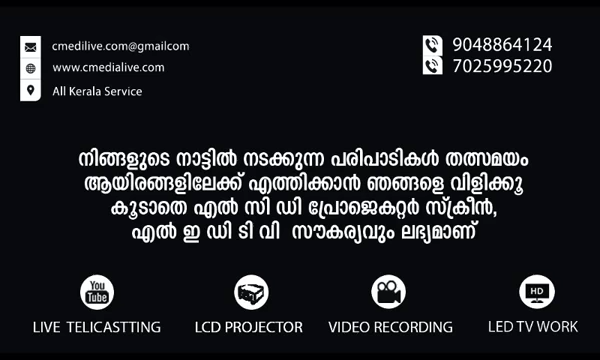 cmedilive.com@gmailcom
www.cmedialive.com
All Kerala Service
9048864124
7025995220
നിങ്ങളുടെ നാട്ടിൽ നടക്കുന്ന പരിപാടികൾ തത്സമയം
ആയിരങ്ങളിലേക്ക് എത്തിക്കാൻ ഞങ്ങളെ വിളിക്കൂ
കൂടാതെ എൽ സി ഡി പ്രോജെകറ്റർ സ്ക്രീൻ,
എൽ ഇ ഡി ടി വി സൗകര്യവും ലഭ്യമാണ്
You Tube
HD
LIVE TELICASTTING
LCD PROJECTOR
VIDEO RECORDING
LED TV WORK